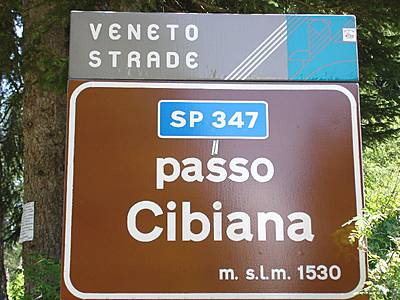 VENETO
STRADE
SP 347
passo
Cibiana
m. s.l.m. 1530